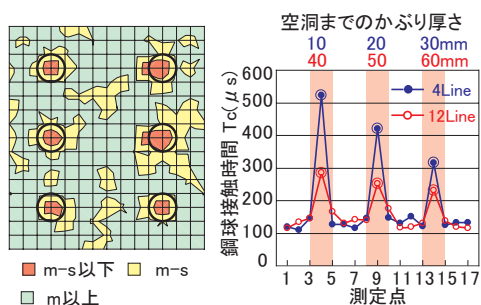 空洞までのかぶり厚さ
10 20 30mm
40 50 60mm
鋼球接触時間 Tc(μs)
600
500
400
300
200
100
0
4Line
12Line
1 3 5 7 9 11 13 15 17
測定点
m-s以下 m-s
m以上